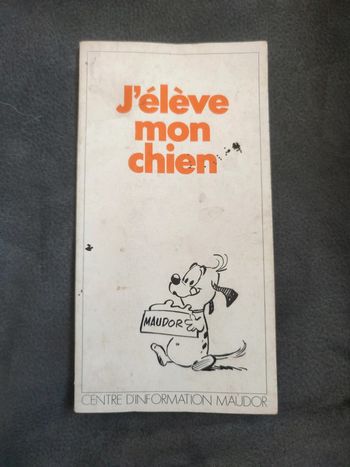 J'élève
mon
chien
MAUDOR
CENTRE D'INFORMATION MAUDOR